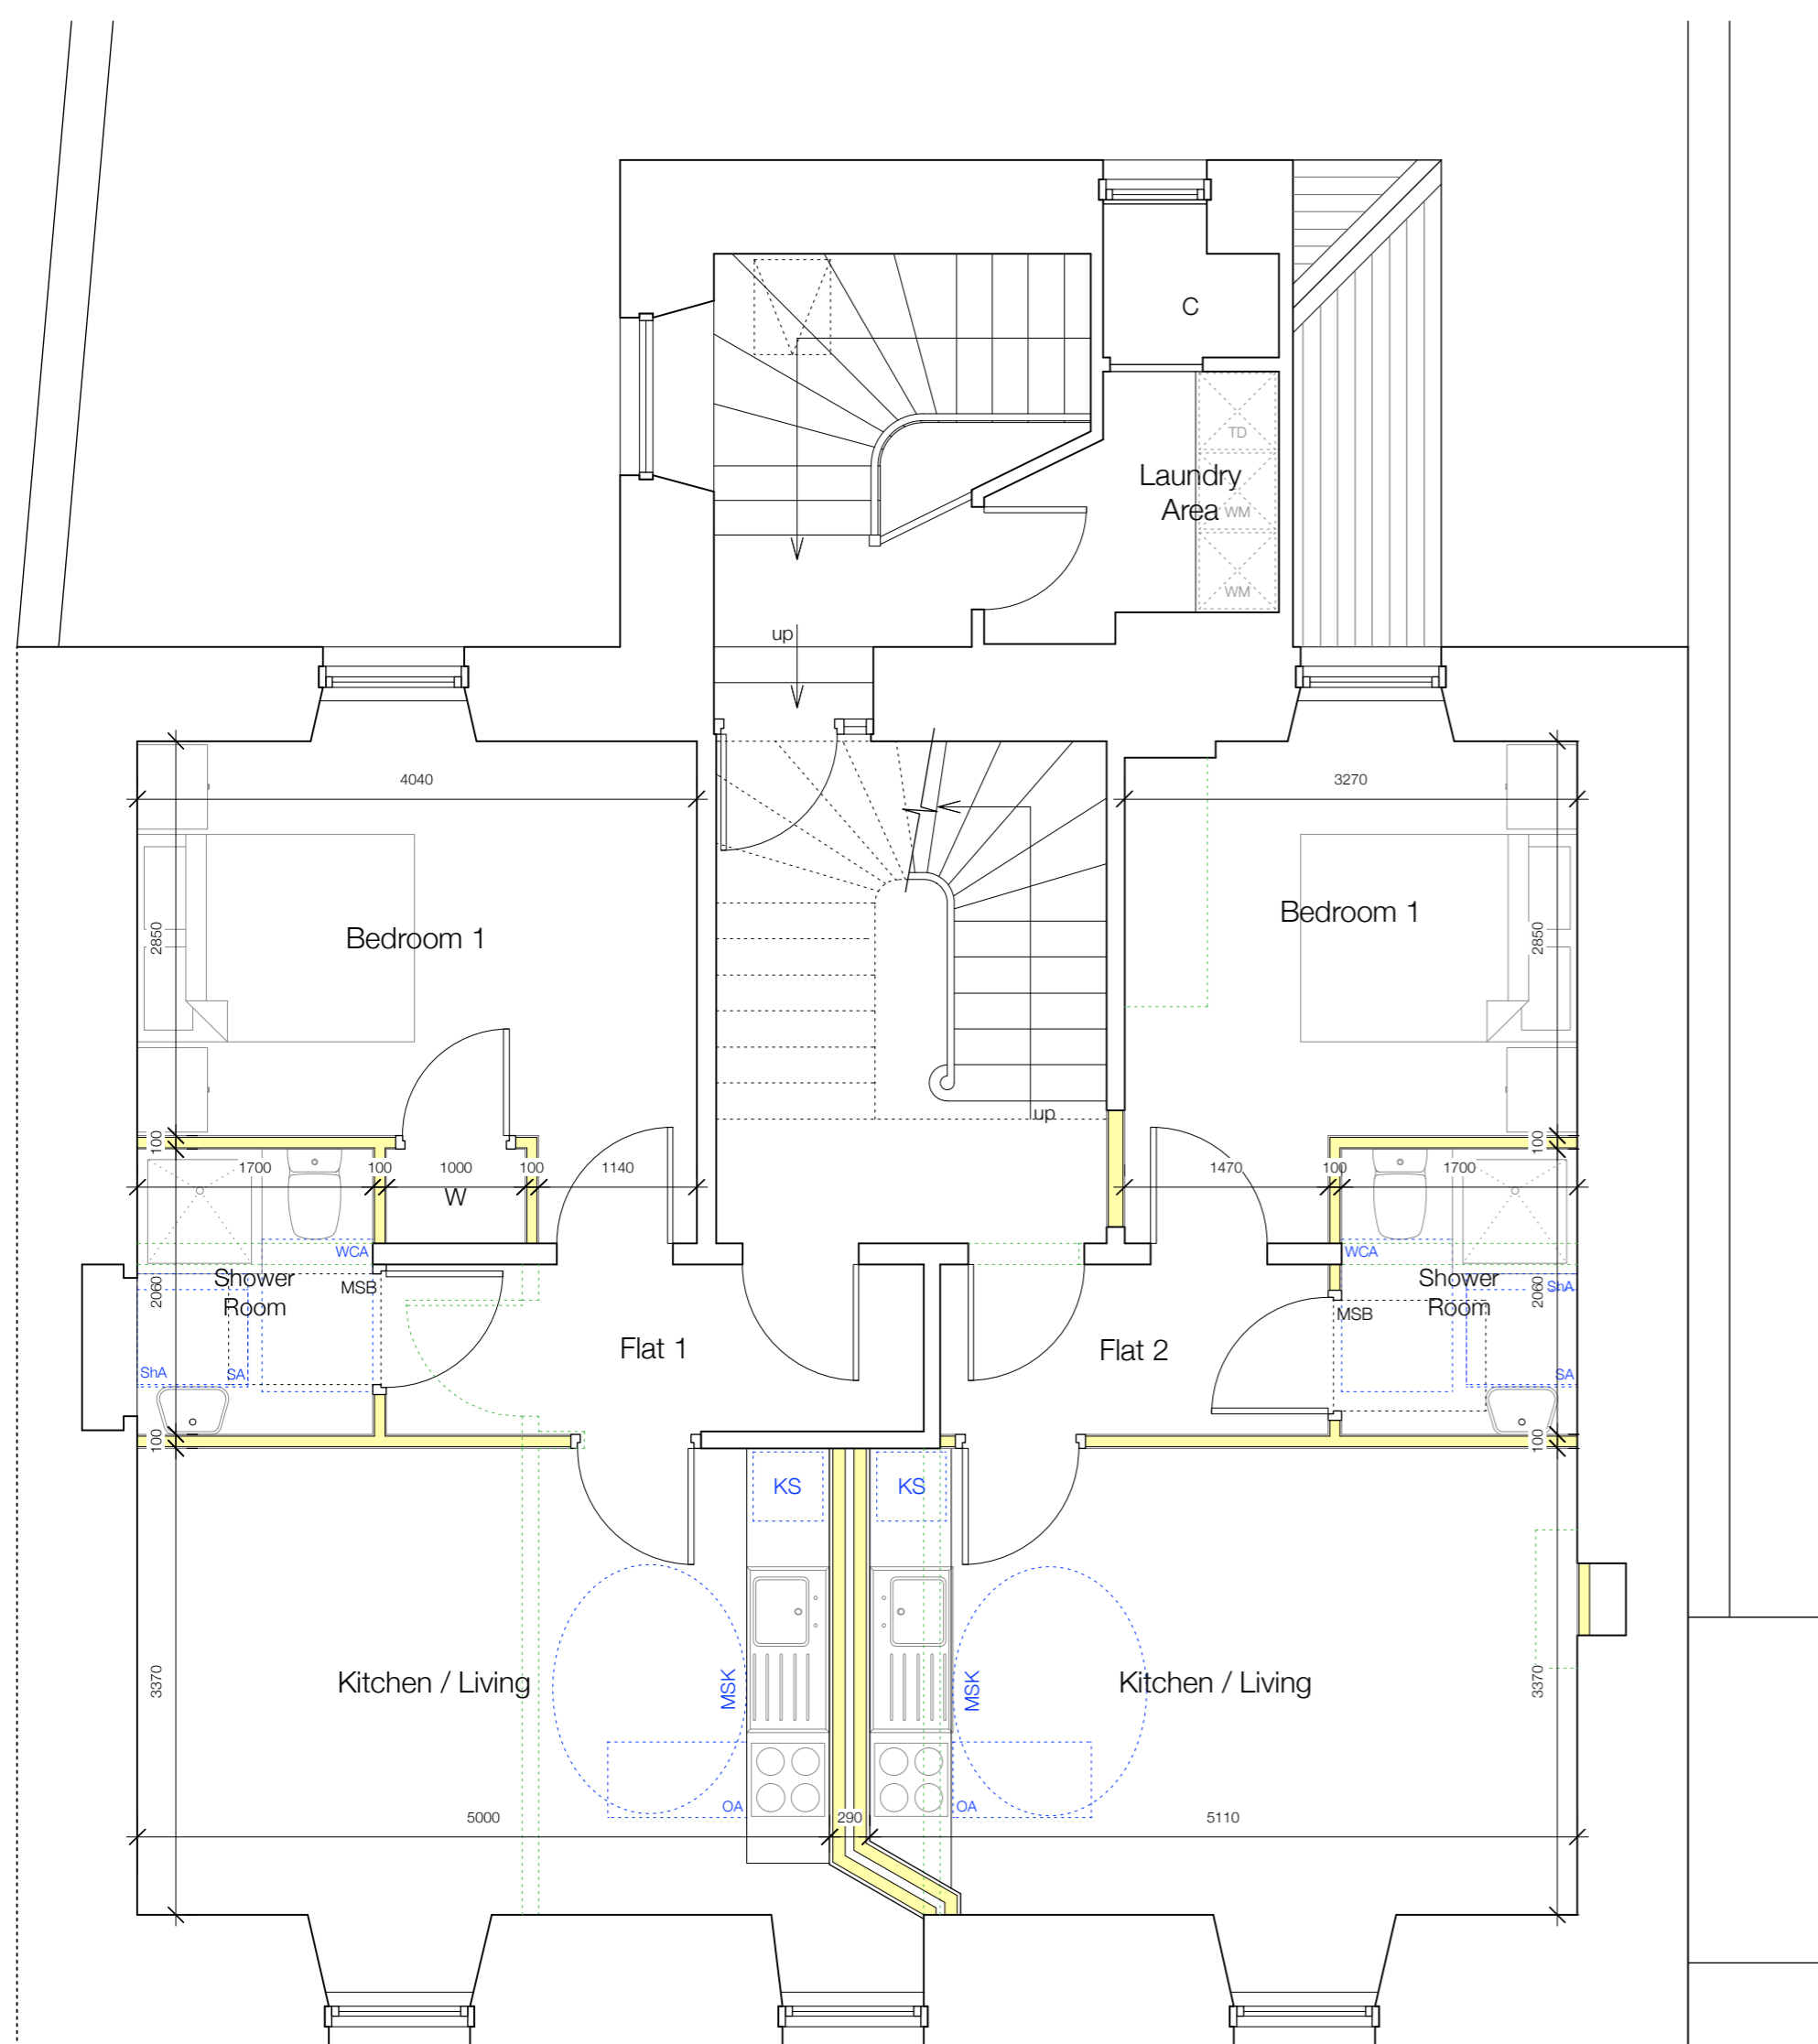 C
TD
Laundry
Area
WM
WM
up
4040
3270
Bedroom 1
2850
Bedroom 1
2850
up
100
1700
100
1000
100
1140
W
1470
100
1700
100
WCA
MSB
Shower
Room
2060
ShA
SA
Flat 1
Flat 2
WCA
MSB
Shower
Room
2060
ShA
SA
100
100
KS
KS
Kitchen / Living
3370
MSK
OA
MSK
OA
Kitchen / Living
3370
5000
290
5110